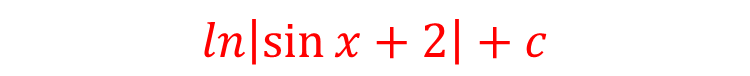 ln|sin x + 2| + c